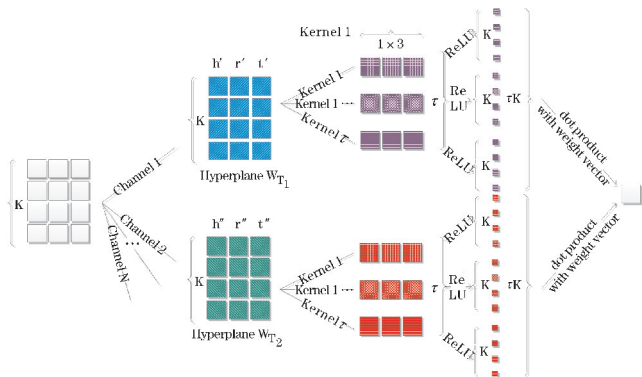 Kernel 1
1 × 3
h′ r′ t′
K
Kernel 1
Kernel 1 ···
Kernel τ
τ
ReLU
Re
LU
ReLU
K
K
K
τK
Hyperplane W_T₁
dot product
with weight vector
K
Channel 1
Channel 2
···
Channel N
h″ r″ t″
K
Kernel 1
Kernel 1 ···
Kernel τ
τ
ReLU
Re
LU
ReLU
K
K
K
τK
Hyperplane W_T₂
dot product
with weight vector